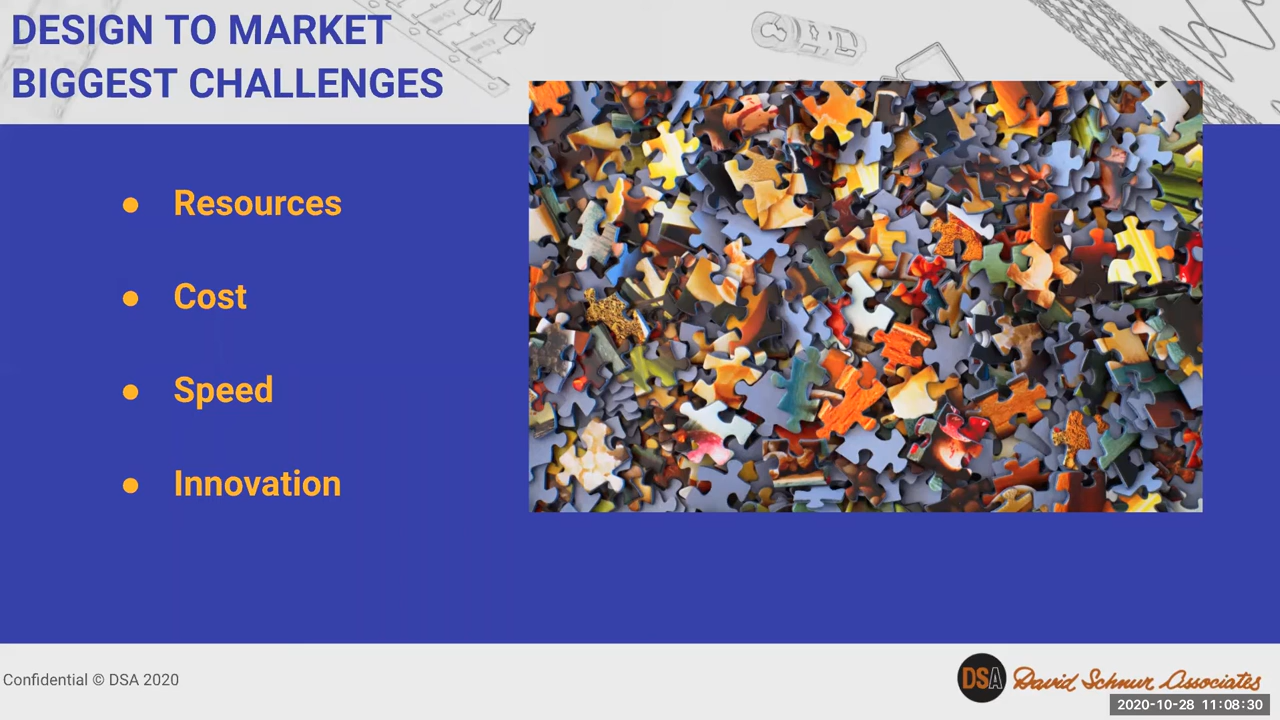 DESIGN TO MARKET
BIGGEST CHALLENGES
● Resources
● Cost
● Speed
● Innovation
Confidential © DSA 2020
DSA David Schnur Associates
2020-10-28 11:08:30